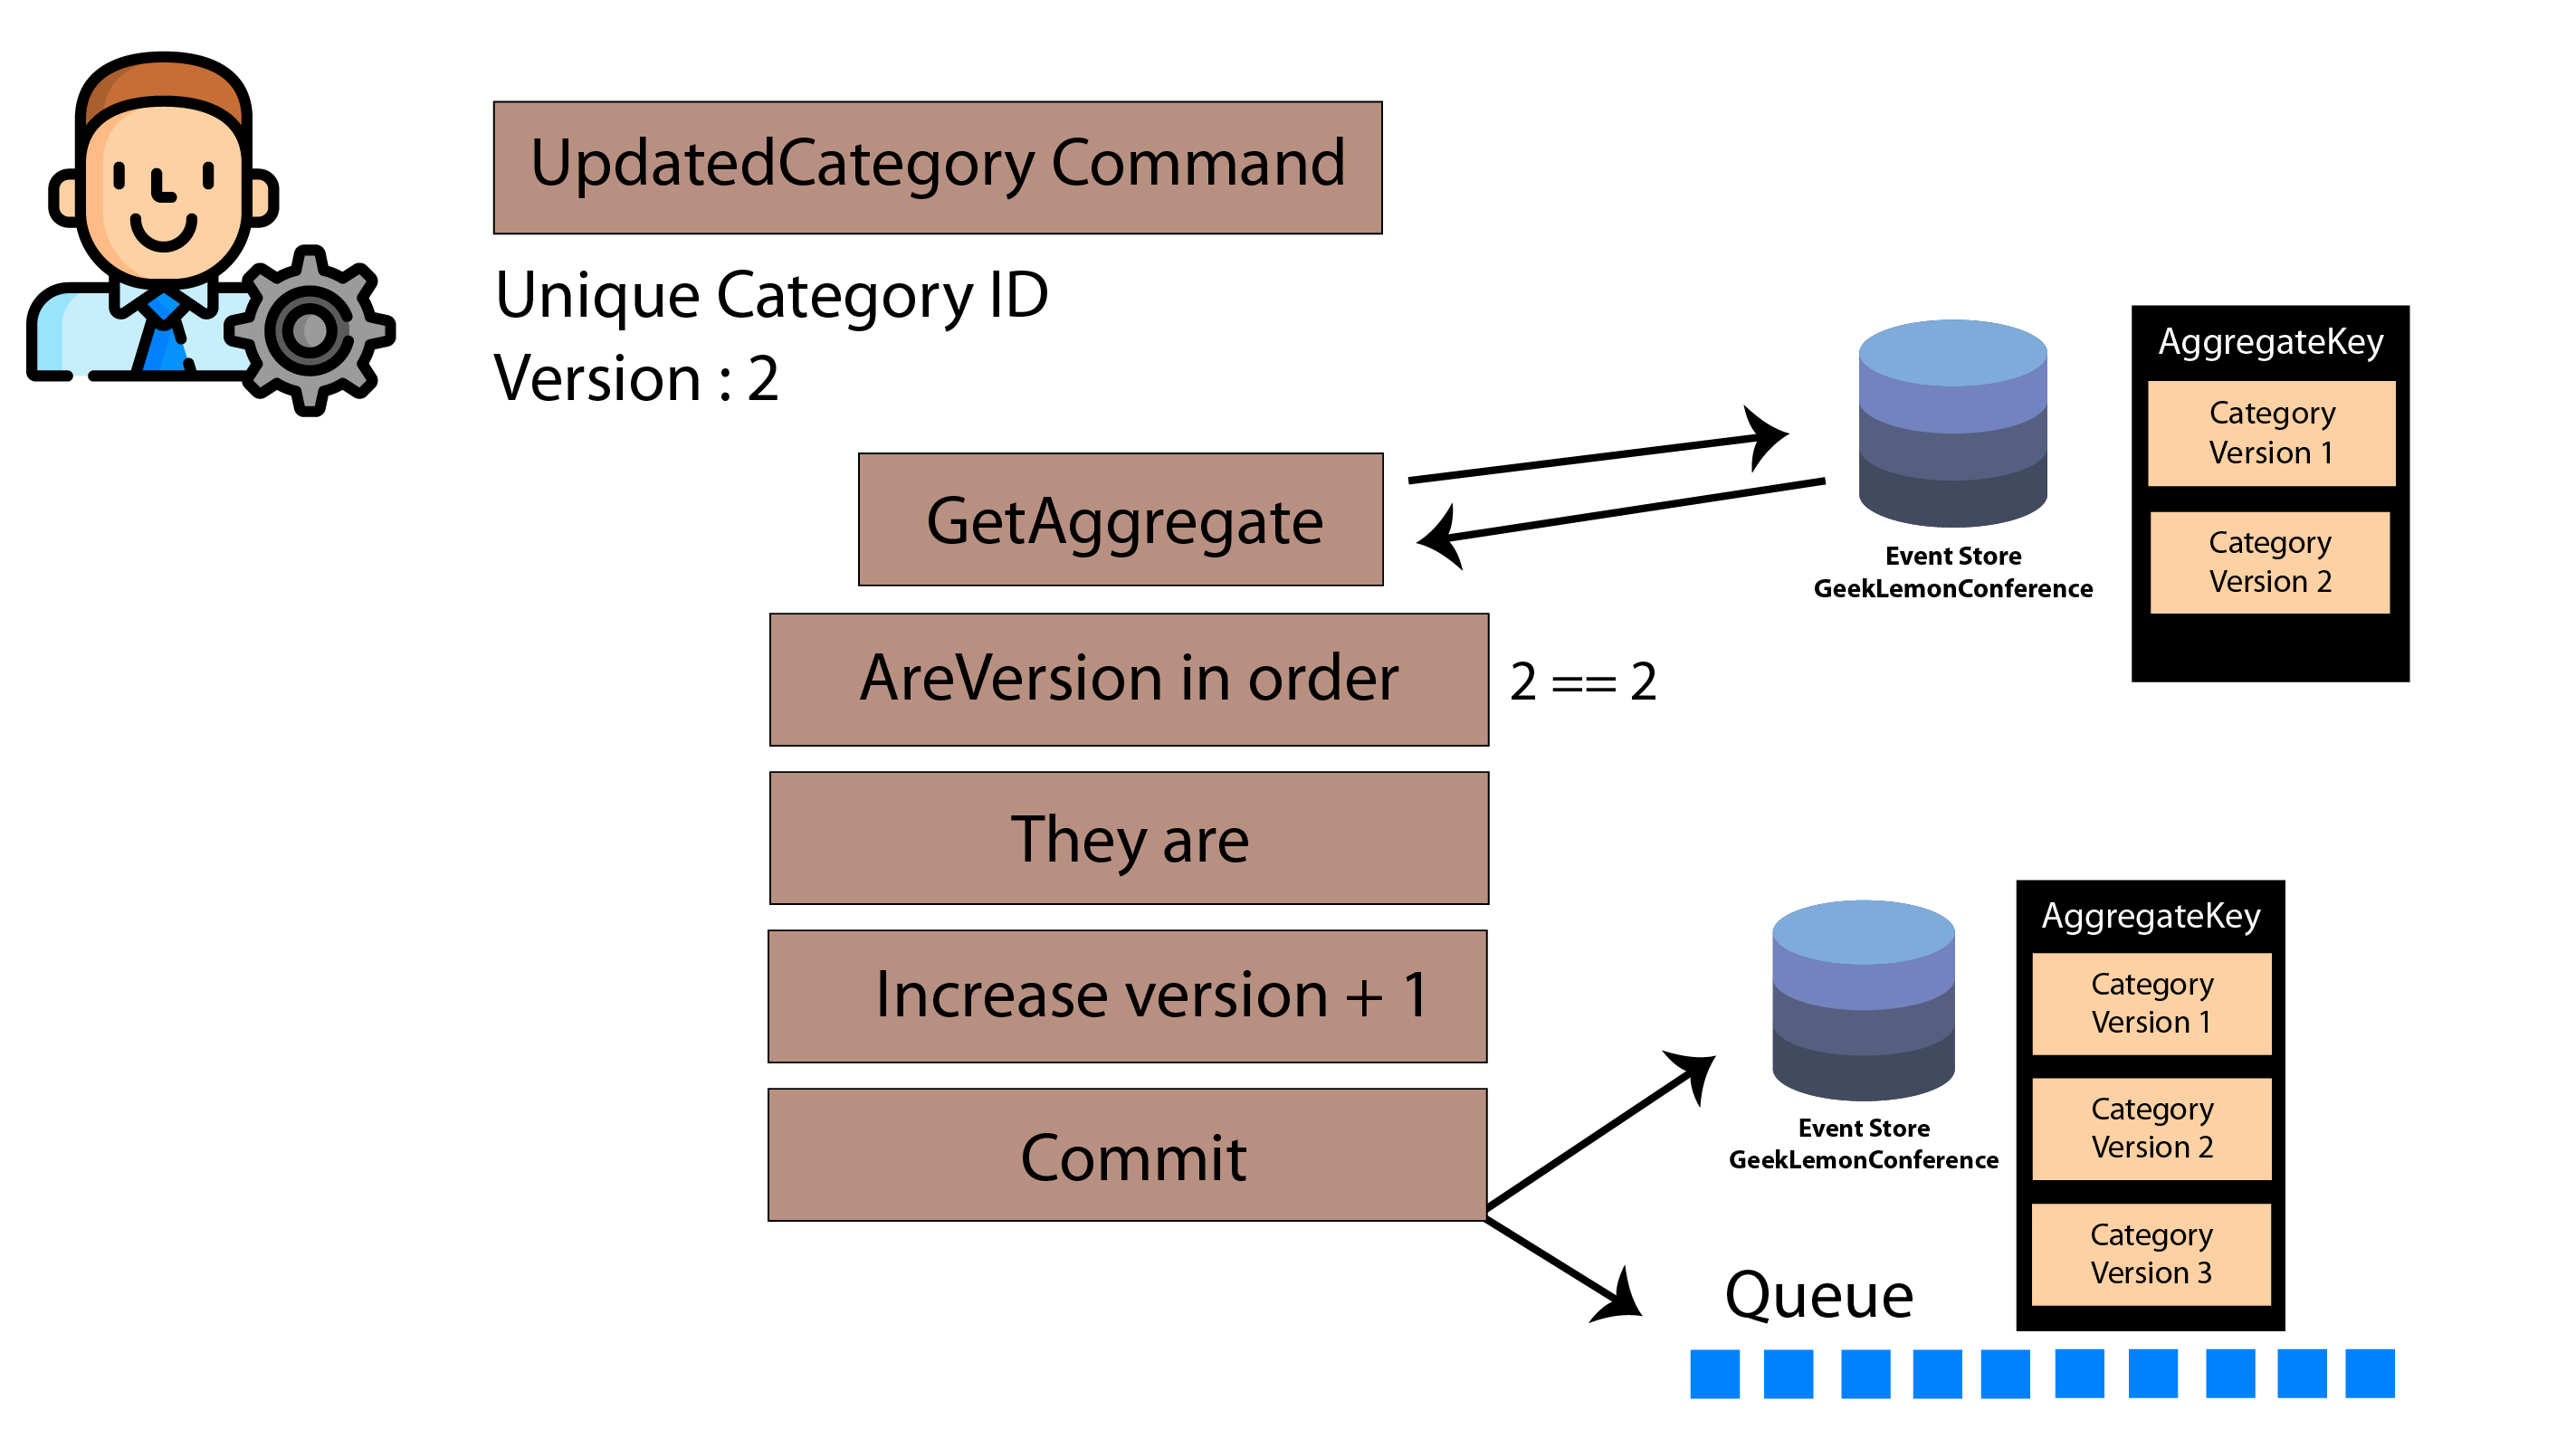 UpdatedCategory Command
Unique Category ID
Version : 2
GetAggregate
Event Store
GeekLemonConference
AggregateKey
Category
Version 1
Category
Version 2
AreVersion in order
2 == 2
They are
Increase version + 1
Commit
Event Store
GeekLemonConference
AggregateKey
Category
Version 1
Category
Version 2
Category
Version 3
Queue